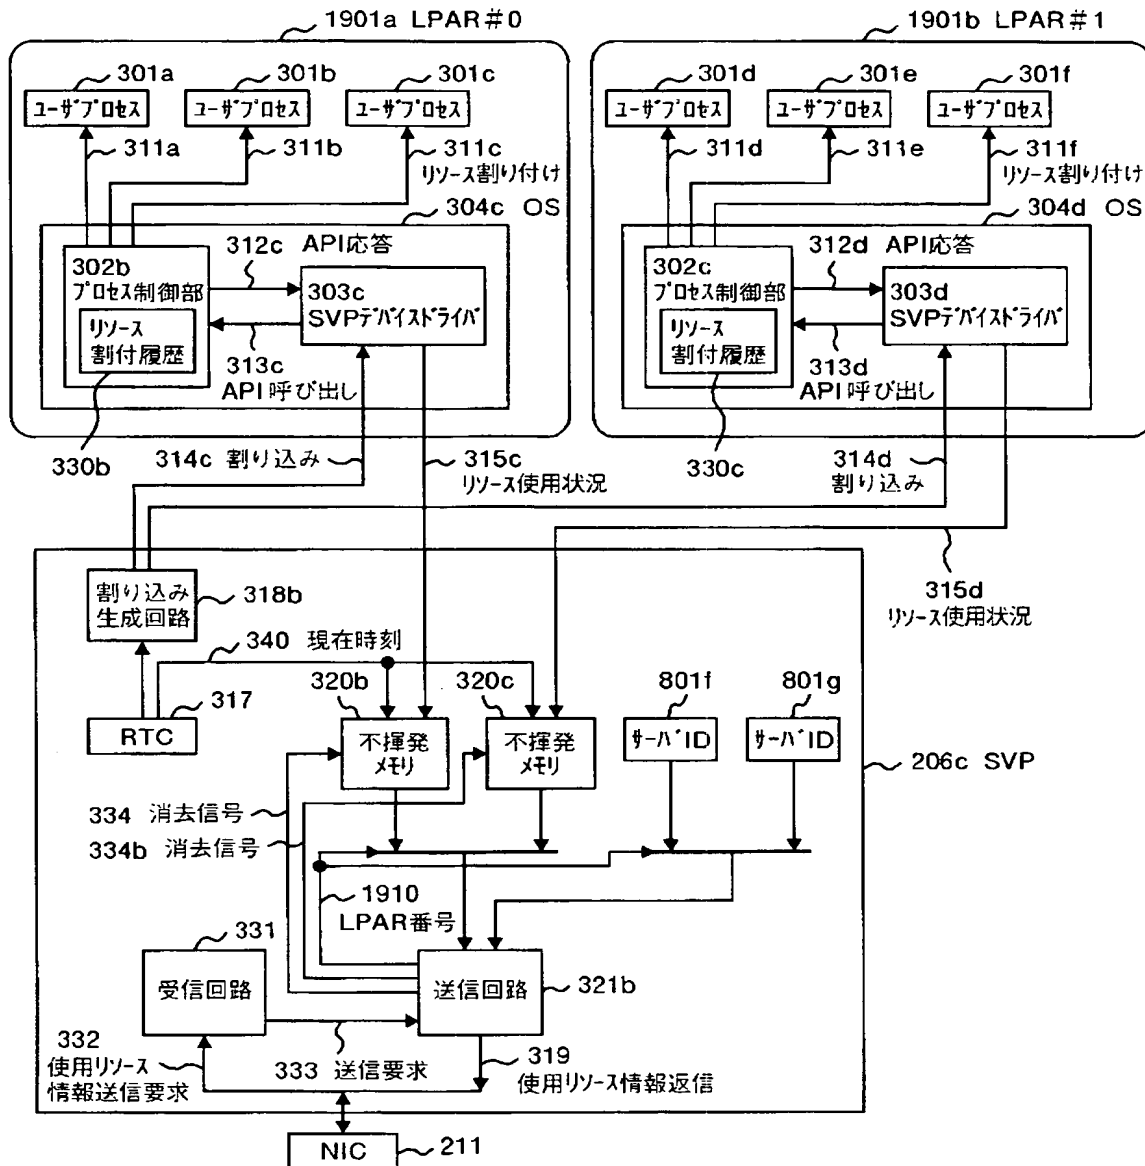 1901a LPAR#0
1901b LPAR#1
301a
301b
301c
ユーザプロセス
ユーザプロセス
ユーザプロセス
311a
311b
311c
リソース割り付け
304c OS
302b
プロセス制御部
リソース
割付履歴
312c API応答
303c
SVPデバイスドライバ
313c
API呼び出し
330b
314c 割り込み
315c
リソース使用状況
301d
301e
301f
ユーザプロセス
ユーザプロセス
ユーザプロセス
311d
311e
311f
リソース割り付け
304d OS
302c
プロセス制御部
リソース
割付履歴
312d API応答
303d
SVPデバイスドライバ
313d
API呼び出し
330c
314d
割り込み
315d
リソース使用状況
割り込み
生成回路
318b
340 現在時刻
317
RTC
320b
320c
不揮発
メモリ
不揮発
メモリ
801f
801g
サーバID
サーバID
206c SVP
334 消去信号
334b 消去信号
1910
LPAR番号
331
受信回路
送信回路
321b
332
使用リソース
情報送信要求
333 送信要求
319
使用リソース情報返信
NIC
211